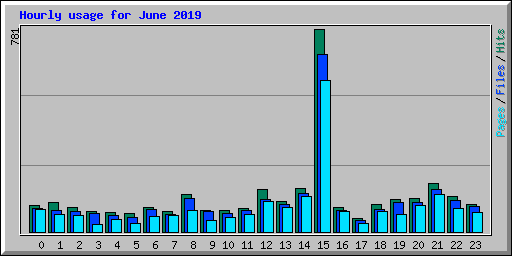 Hourly usage for June 2019
781
Pages / Files / Hits
0 1 2 3 4 5 6 7 8 9 10 11 12 13 14 15 16 17 18 19 20 21 22 23